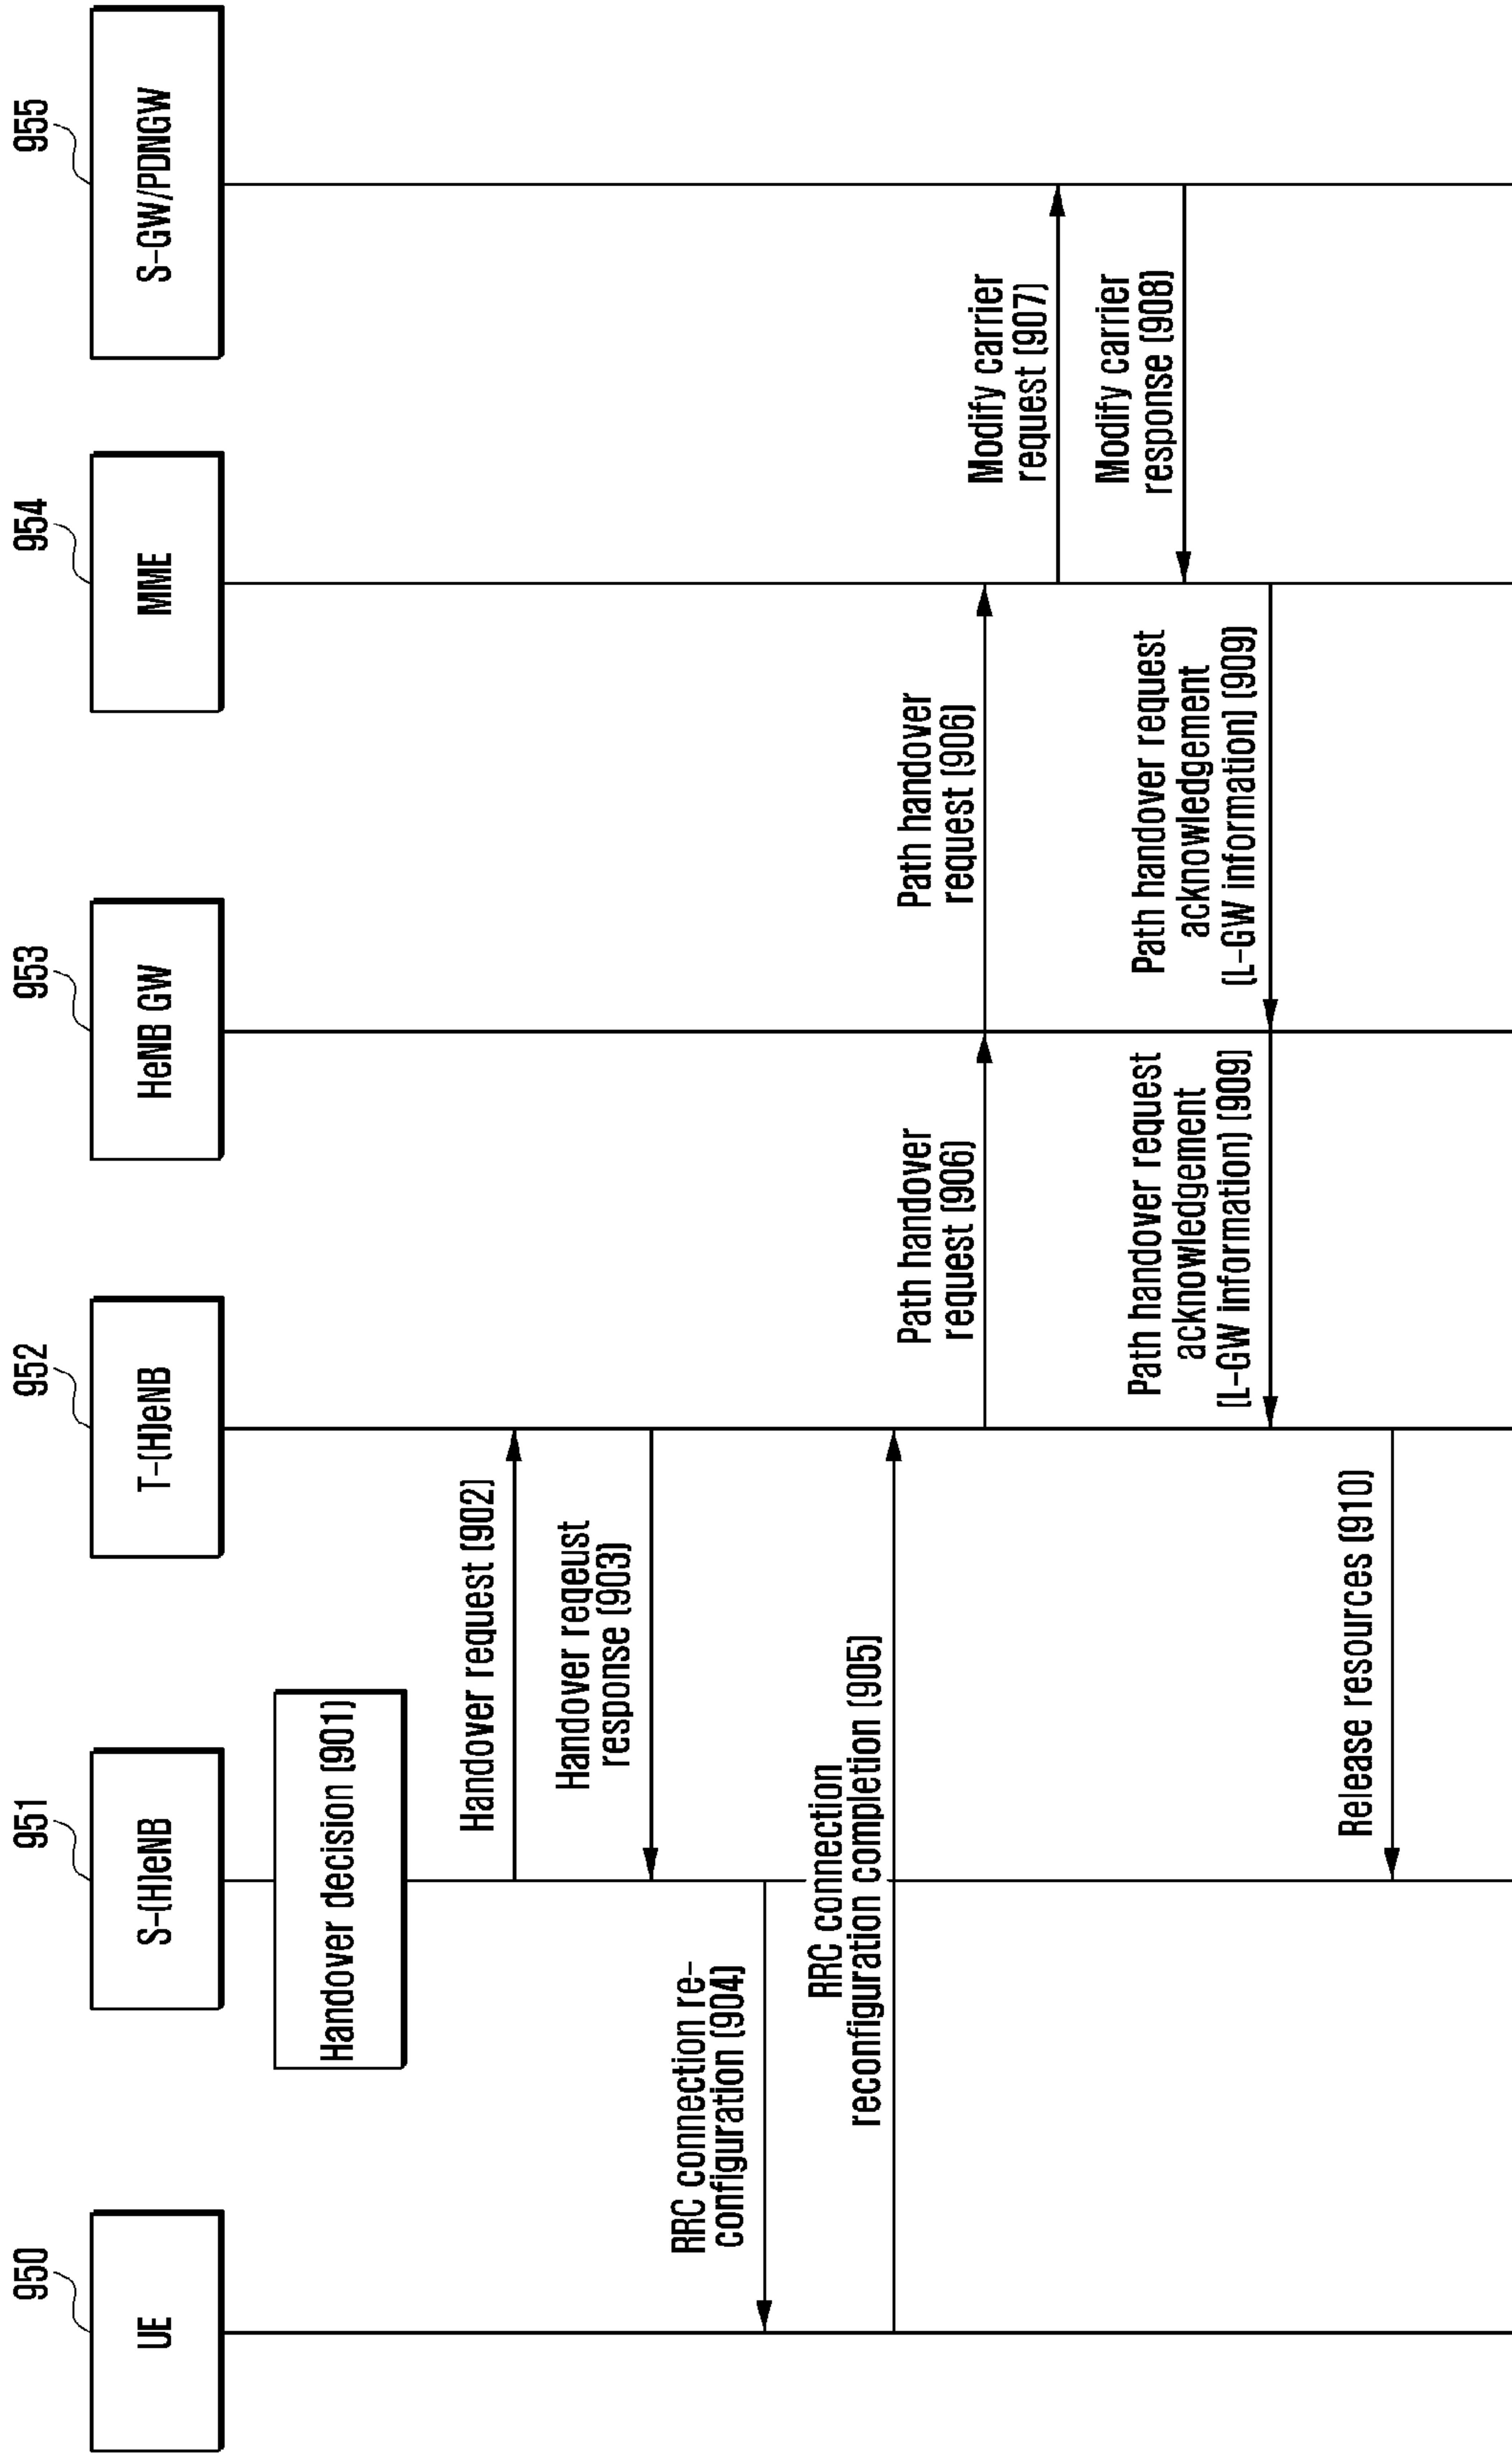 950
951
952
953
954
955
UE
S-(H)eNB
T-(H)eNB
HeNB GW
MME
S-GW/PDNGW
Handover decision (901)
Handover request (902)
Handover reqeust
response (903)
RRC connection re-
configuration (904)
RRC connection
reconfiguration completion (905)
Path handover
request (906)
Path handover
request (906)
Modify carrier
request (907)
Modify carrier
response (908)
Path handover request
acknowledgement
(L-GW information) (909)
Path handover request
acknowledgement
(L-GW information) (909)
Release resources (910)